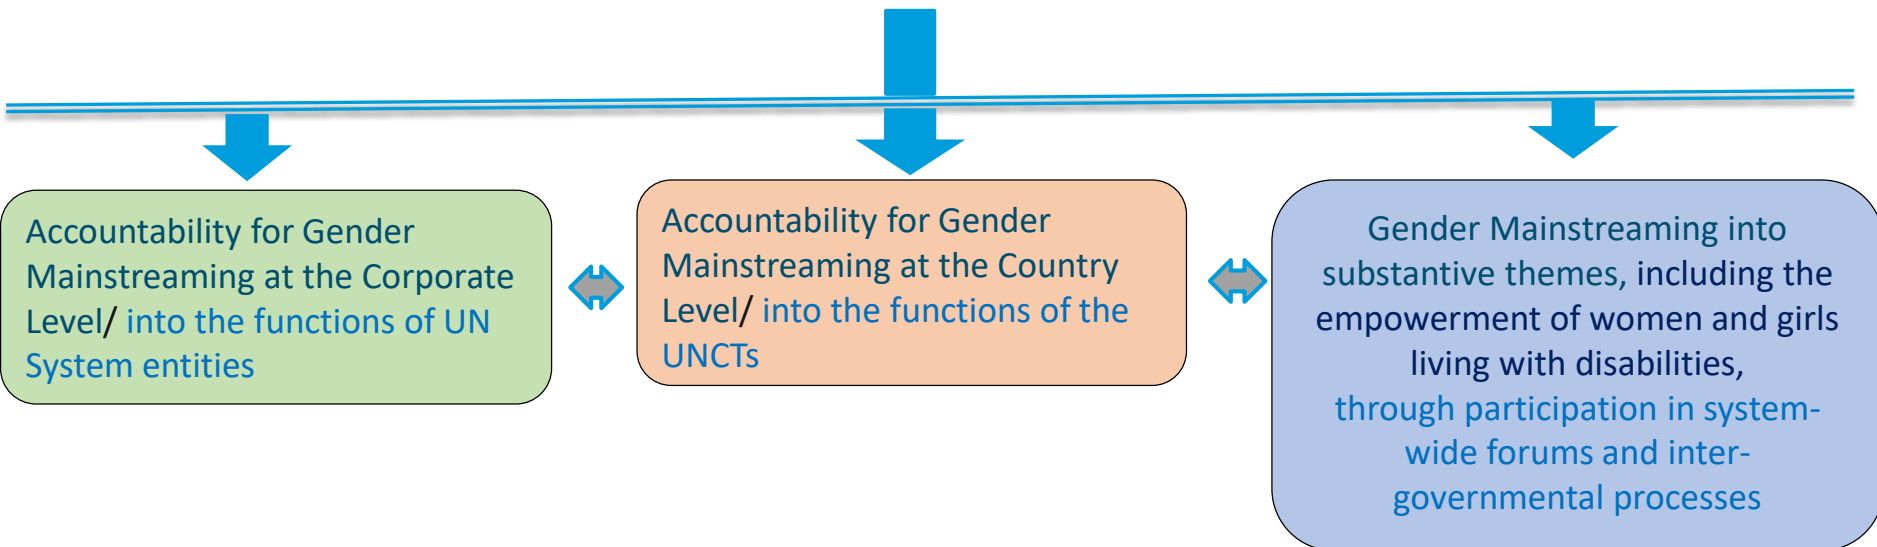 Accountability for Gender
Mainstreaming at the Corporate
Level/ into the functions of UN
System entities
Accountability for Gender
Mainstreaming at the Country
Level/ into the functions of the
UNCTs
Gender Mainstreaming into
substantive themes, including the
empowerment of women and girls
living with disabilities,
through participation in system-
wide forums and inter-
governmental processes